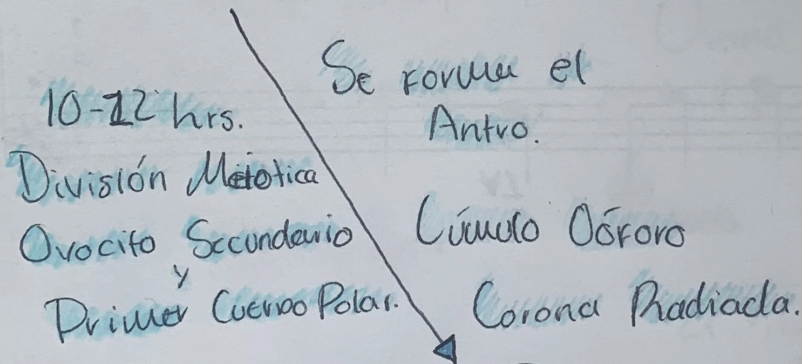 10-12 hrs.
División Meiotica
Ovocito Secundario
y
Primer Cuerpo Polar.
Se forma el
Antro.
Cúmulo Oóforo
Corona Radiada.